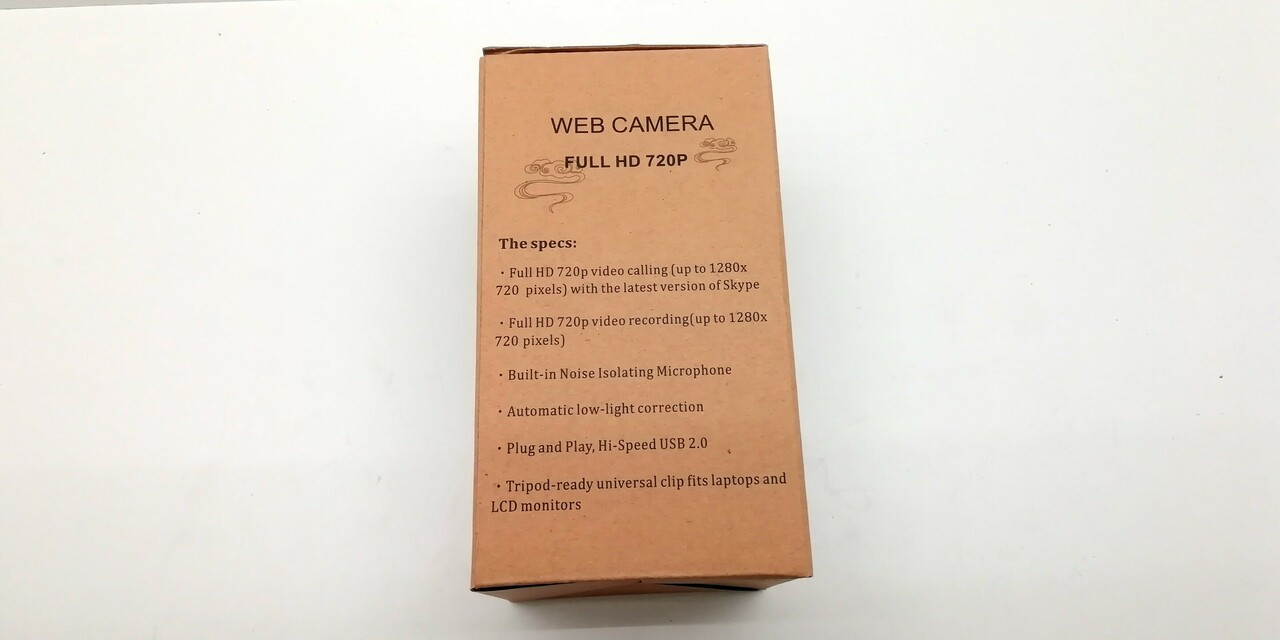 WEB CAMERA
FULL HD 720P
The specs:
· Full HD 720p video calling (up to 1280x
720 pixels) with the latest version of Skype
· Full HD 720p video recording(up to 1280x
720 pixels)
· Built-in Noise Isolating Microphone
· Automatic low-light correction
· Plug and Play, Hi-Speed USB 2.0
· Tripod-ready universal clip fits laptops and
LCD monitors